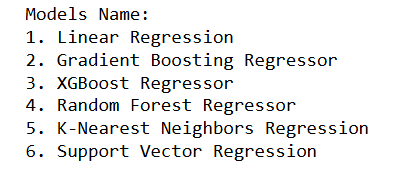 Models Name:
1. Linear Regression
2. Gradient Boosting Regressor
3. XGBoost Regressor
4. Random Forest Regressor
5. K-Nearest Neighbors Regression
6. Support Vector Regression